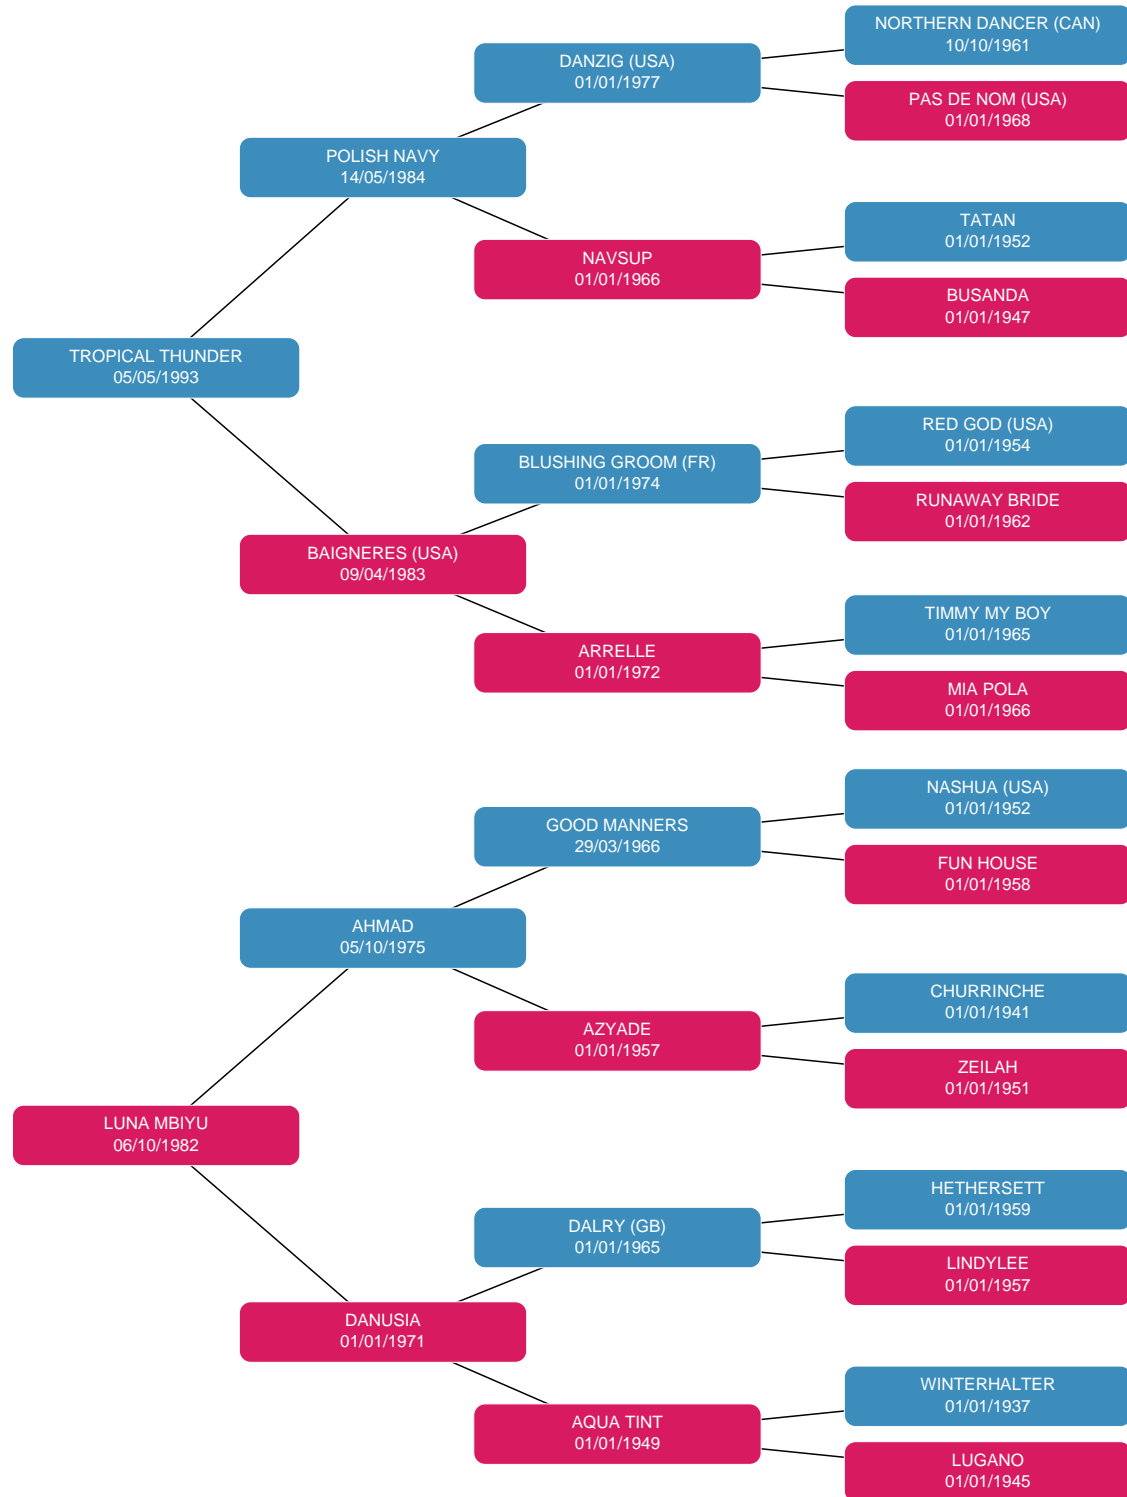 NORTHERN DANCER (CAN)
10/10/1961
DANZIG (USA)
01/01/1977
PAS DE NOM (USA)
01/01/1968
POLISH NAVY
14/05/1984
TATAN
01/01/1952
NAVSUP
01/01/1966
BUSANDA
01/01/1947
TROPICAL THUNDER
05/05/1993
RED GOD (USA)
01/01/1954
BLUSHING GROOM (FR)
01/01/1974
RUNAWAY BRIDE
01/01/1962
BAIGNERES (USA)
09/04/1983
TIMMY MY BOY
01/01/1965
ARRELLE
01/01/1972
MIA POLA
01/01/1966
NASHUA (USA)
01/01/1952
GOOD MANNERS
29/03/1966
FUN HOUSE
01/01/1958
AHMAD
05/10/1975
CHURRINCHE
01/01/1941
AZYADE
01/01/1957
ZEILAH
01/01/1951
LUNA MBIYU
06/10/1982
HETHERSETT
01/01/1959
DALRY (GB)
01/01/1965
LINDYLEE
01/01/1957
DANUSIA
01/01/1971
WINTERHALTER
01/01/1937
AQUA TINT
01/01/1949
LUGANO
01/01/1945